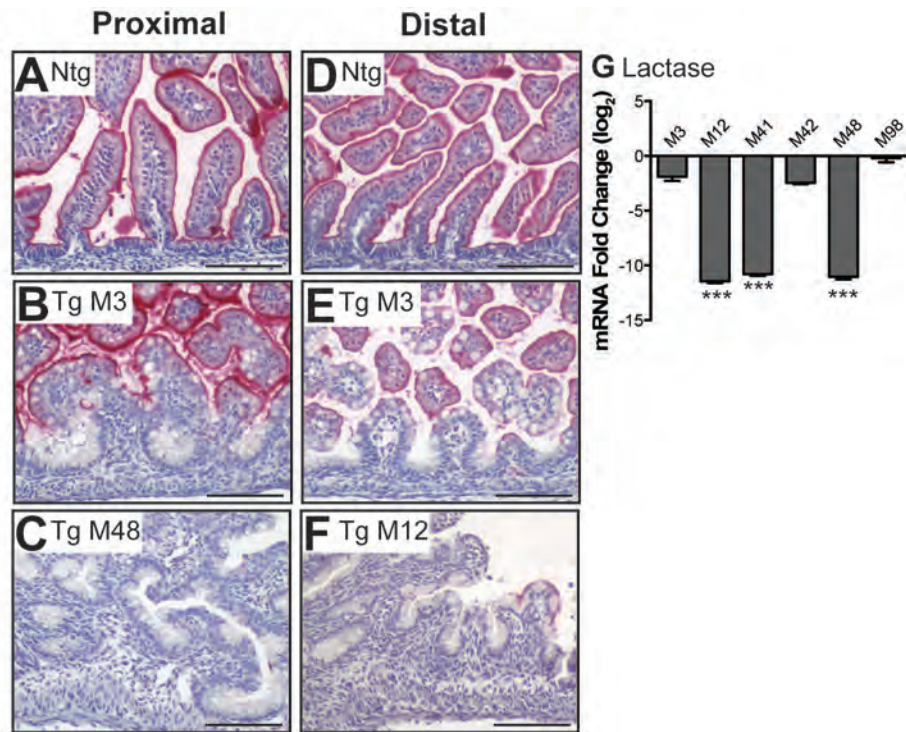 Proximal
Distal
A Ntg
D Ntg
B Tg M3
E Tg M3
C Tg M48
F Tg M12
G Lactase
mRNA Fold Change (log2)
5
0
-5
-10
-15
M3
M12
M41
M42
M48
M98
*** *** ***